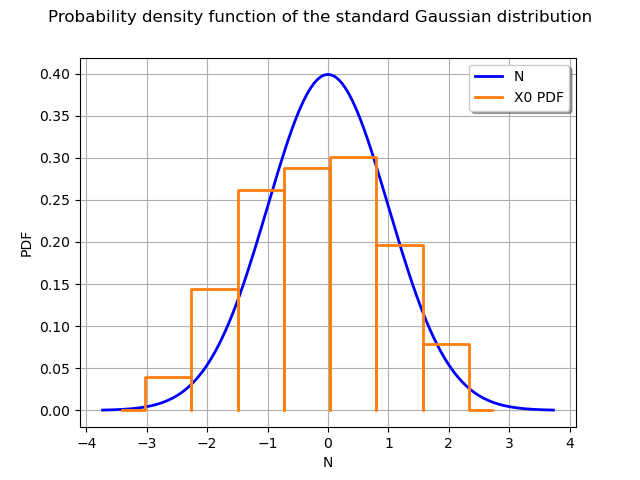 Probability density function of the standard Gaussian distribution
N
X0 PDF
0.40
0.35
0.30
0.25
0.20
0.15
0.10
0.05
0.00
PDF
−4 −3 −2 −1 0 1 2 3 4
N